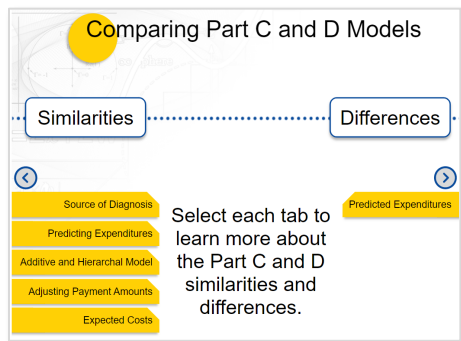 Comparing Part C and D Models
Similarities
Differences
Source of Diagnosis
Predicting Expenditures
Additive and Hierarchal Model
Adjusting Payment Amounts
Expected Costs
Select each tab to
learn more about
the Part C and D
similarities and
differences.
Predicted Expenditures